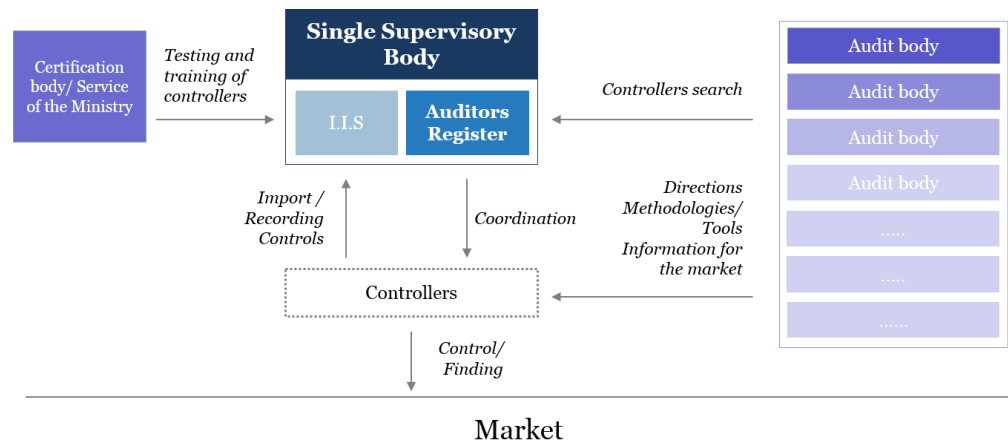 Certification
body/ Service
of the Ministry
Testing and
training of
controllers
Single Supervisory
Body
I.I.S
Auditors
Register
Controllers search
Audit body
Audit body
Audit body
Audit body
.....
.....
......
Import /
Recording
Controls
Coordination
Directions
Methodologies/
Tools
Information for
the market
Controllers
Control/
Finding
Market